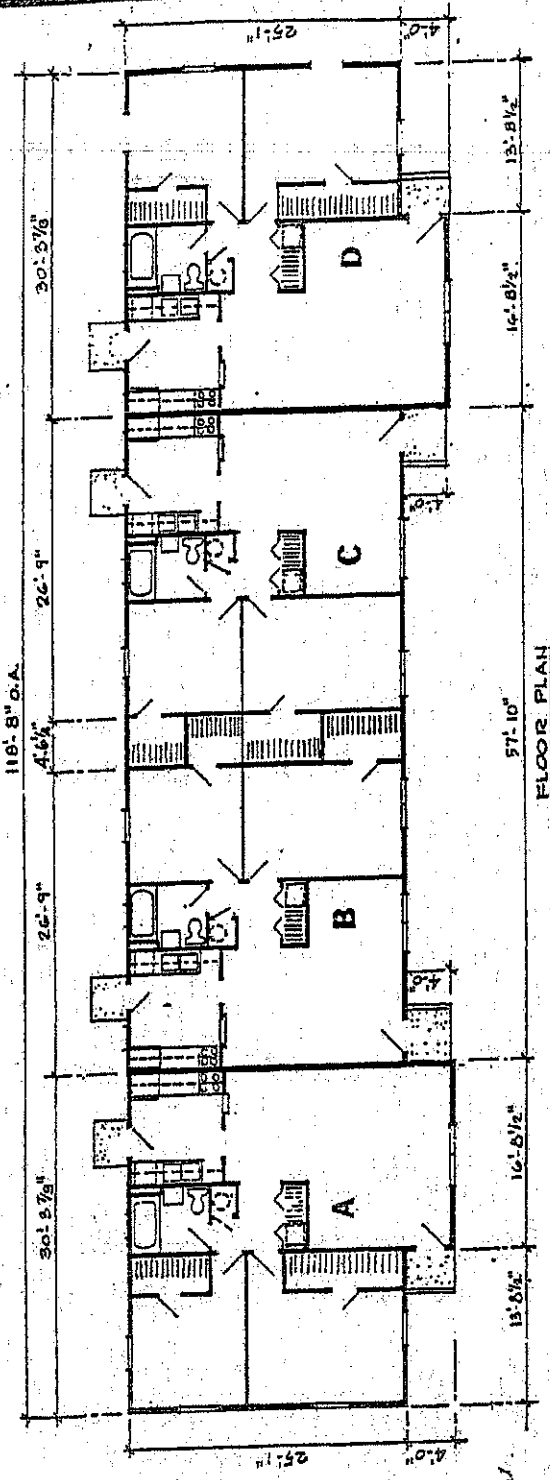 118'-8" O.A.
30'-3 7/8"
26'-9"
4'-6 1/4"
26'-9"
30'-3 7/8"
25'-1"
4'-0"
A
B
C
D
25'-1"
4'-0"
4'-0"
4'-0"
13'-8 1/2"
16'-8 1/2"
57'-10"
16'-8 1/2"
13'-8 1/2"
FLOOR PLAN